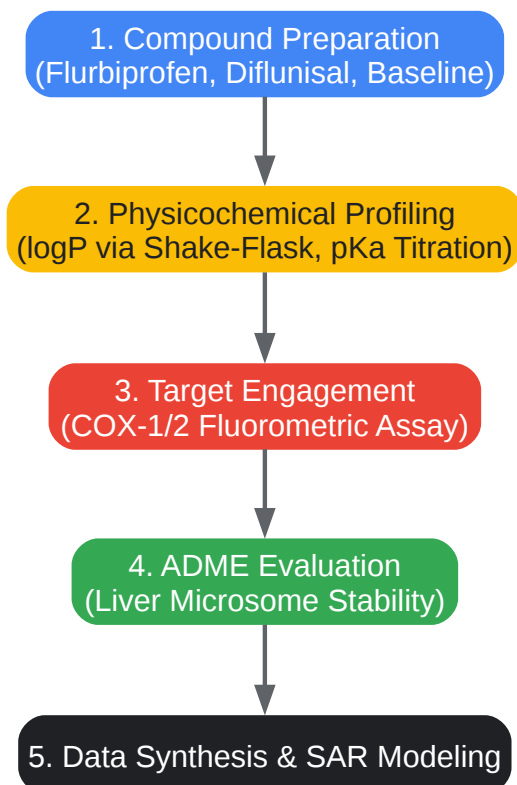 1. Compound Preparation
(Flurbiprofen, Diflunisal, Baseline)
2. Physicochemical Profiling
(logP via Shake-Flask, pKa Titration)
3. Target Engagement
(COX-1/2 Fluorometric Assay)
4. ADME Evaluation
(Liver Microsome Stability)
5. Data Synthesis & SAR Modeling